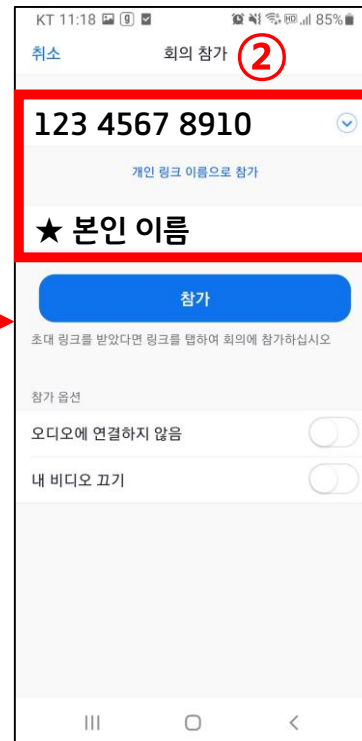 KT 11:18 85%
취소 회의 참가 ②
123 4567 8910
개인 링크 이름으로 참가
★ 본인 이름
참가
초대 링크를 받았다면 링크를 탭하여 회의에 참가하십시오
참가 옵션
오디오에 연결하지 않음
내 비디오 끄기